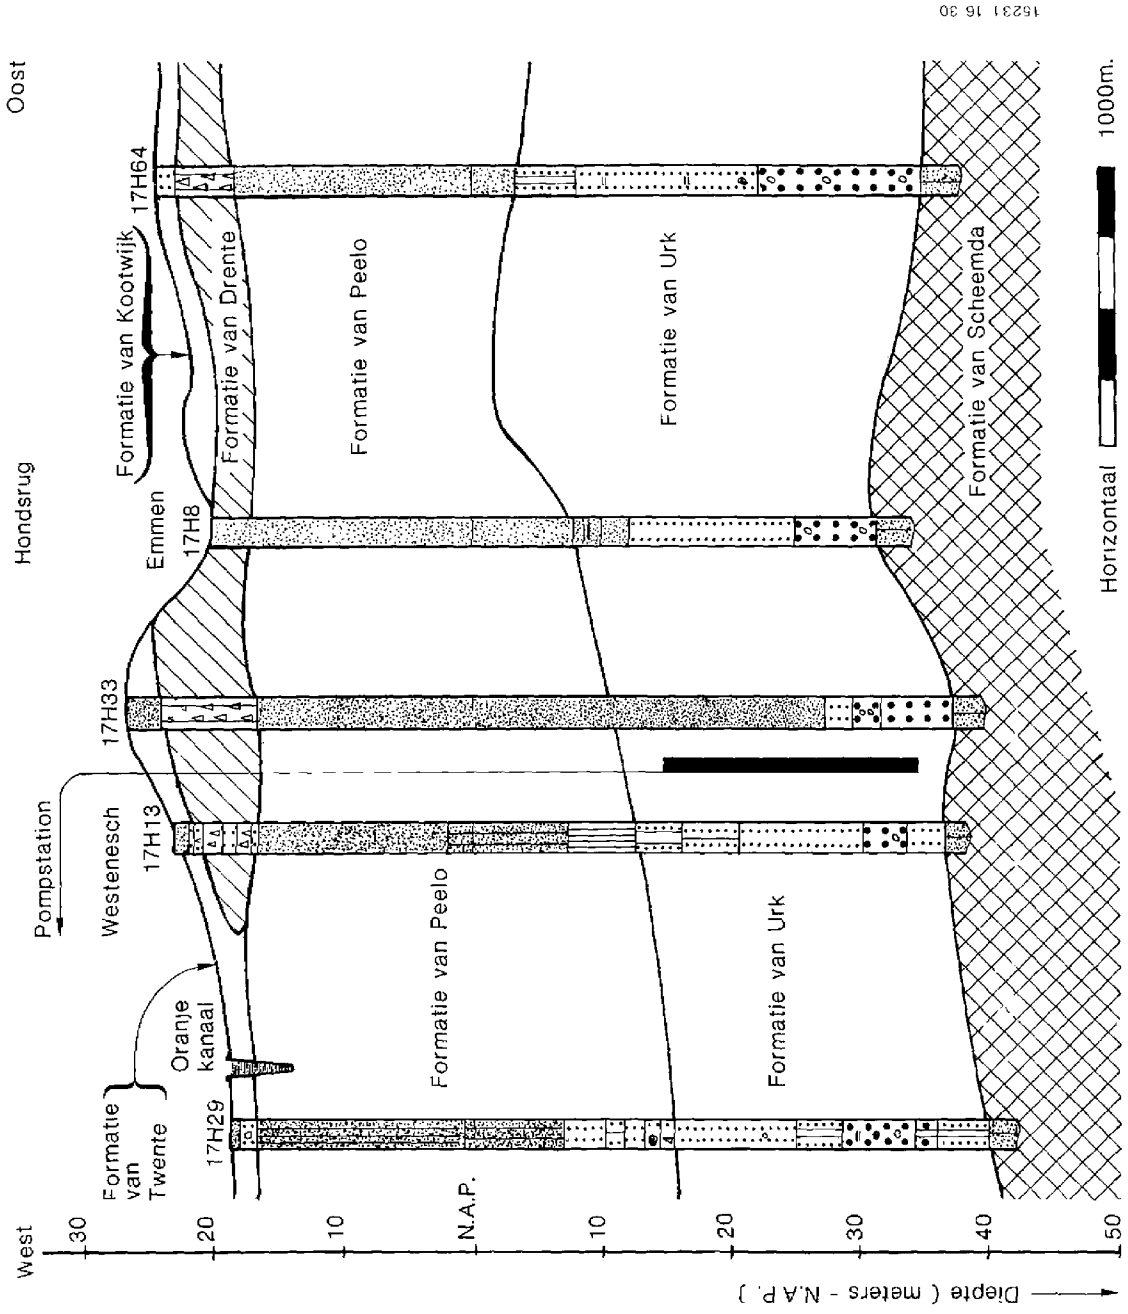 West
Hondsrug
Oost
Pompstation
Westenesch
Emmen
Formatie
van
Twente
Oranje
kanaal
Formatie van Kootwijk
17H29
17H13
17H33
17H8
17H64
Formatie van Drente
Formatie van Peelo
Formatie van Peelo
Formatie van Urk
Formatie van Urk
Formatie van Scheemda
30
20
10
N.A.P.
10
20
30
40
50
Diepte ( meters - N.A.P. )
Horizontaal
1000m.
15231 16 30